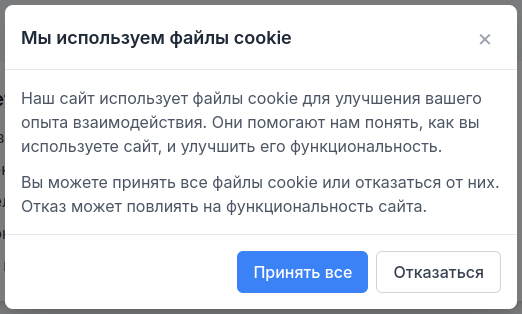 Мы используем файлы cookie
Наш сайт использует файлы cookie для улучшения вашего
опыта взаимодействия. Они помогают нам понять, как вы
используете сайт, и улучшить его функциональность.
Вы можете принять все файлы cookie или отказаться от них.
Отказ может повлиять на функциональность сайта.
Принять все
Отказаться